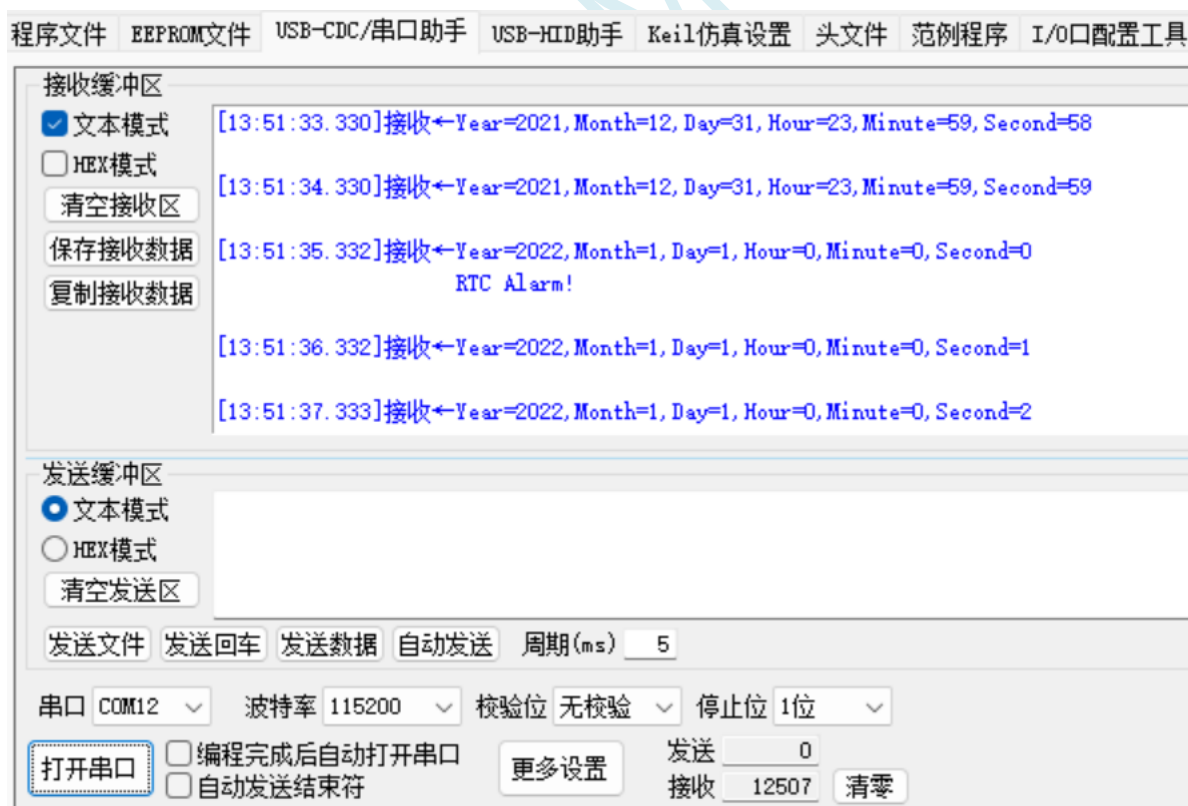 程序文件 EEPROM文件 USB-CDC/串口助手 USB-HID助手 Keil仿真设置 头文件 范例程序 I/O口配置工具
接收缓冲区
文本模式
HEX模式
清空接收区
保存接收数据
复制接收数据
[13:51:33.330]接收←Year=2021,Month=12,Day=31,Hour=23,Minute=59,Second=58
[13:51:34.330]接收←Year=2021,Month=12,Day=31,Hour=23,Minute=59,Second=59
[13:51:35.332]接收←Year=2022,Month=1,Day=1,Hour=0,Minute=0,Second=0
RTC Alarm!
[13:51:36.332]接收←Year=2022,Month=1,Day=1,Hour=0,Minute=0,Second=1
[13:51:37.333]接收←Year=2022,Month=1,Day=1,Hour=0,Minute=0,Second=2
发送缓冲区
文本模式
HEX模式
清空发送区
发送文件 发送回车 发送数据 自动发送 周期(ms) 5
串口 COM12 波特率 115200 校验位 无校验 停止位 1位
打开串口
编程完成后自动打开串口
自动发送结束符
更多设置
发送 0
接收 12507 清零